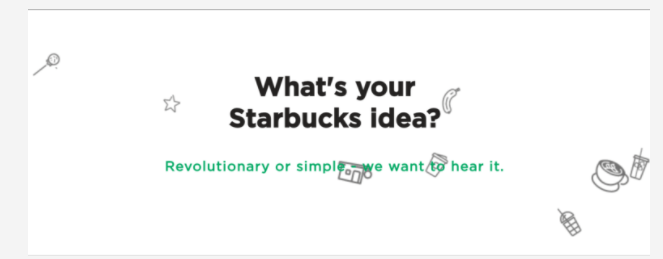 What's your
Starbucks idea?
Revolutionary or simple – we want to hear it.